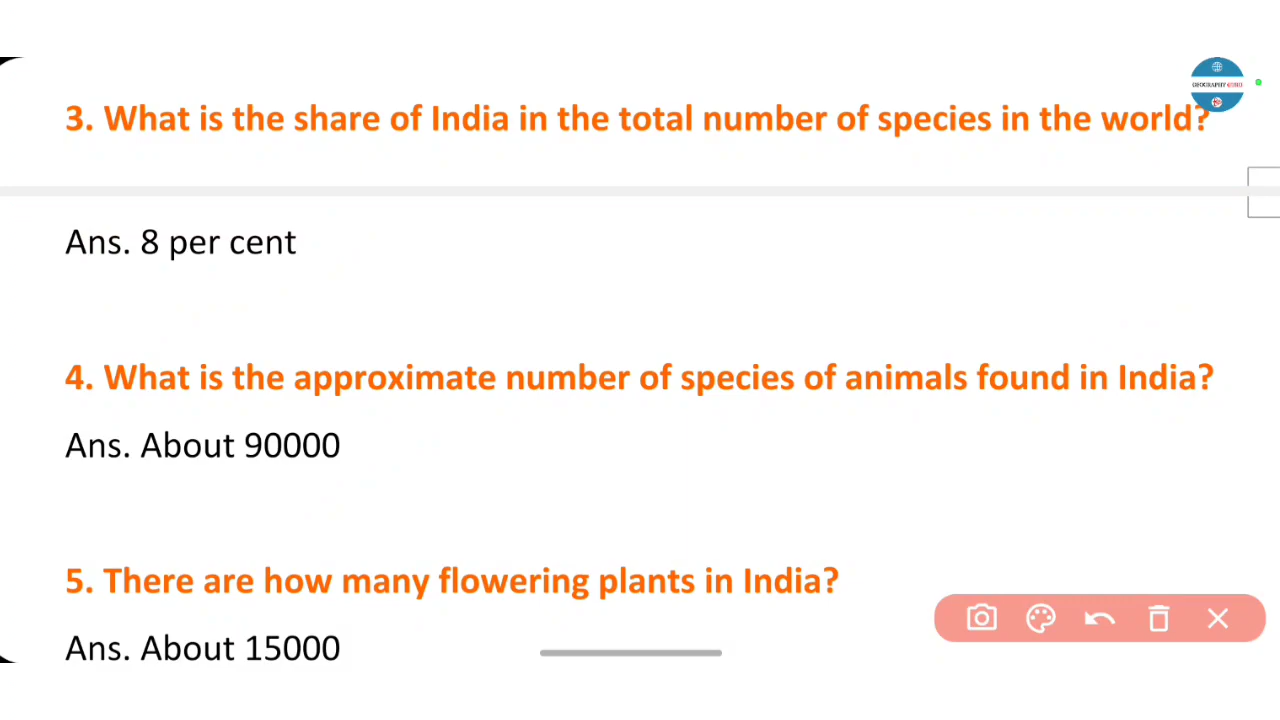 GEOGRAPHY GURU
3. What is the share of India in the total number of species in the world?
Ans. 8 per cent
4. What is the approximate number of species of animals found in India?
Ans. About 90000
5. There are how many flowering plants in India?
Ans. About 15000